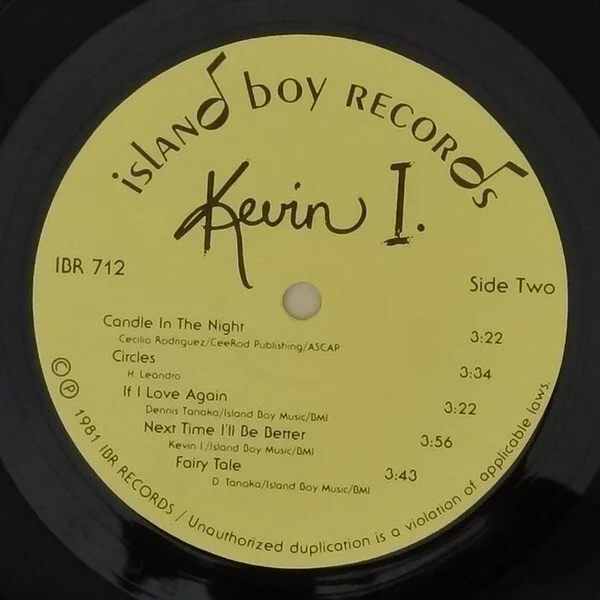 island boy RECORds
Kevin I.
IBR 712
Side Two
Candle In The Night 3:22
Cecilio Rodriguez/CeeRod Publishing/ASCAP
Circles 3:34
H. Leandro
If I Love Again 3:22
Dennis Tanaka/Island Boy Music/BMI
Next Time I'll Be Better 3:56
Kevin I./Island Boy Music/BMI
Fairy Tale 3:43
D. Tanaka/Island Boy Music/BMI
© ℗ 1981 IBR RECORDS / Unauthorized duplication is a violation of applicable laws.